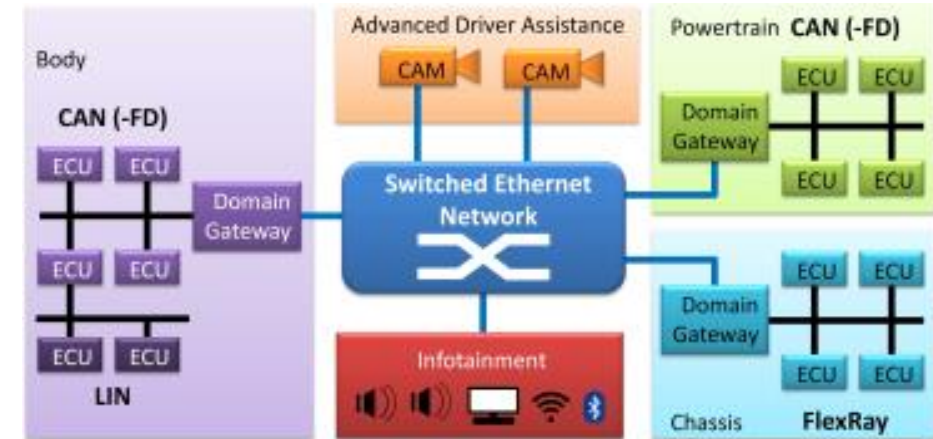 Body
CAN (-FD)
ECU ECU
Domain
Gateway
ECU ECU
ECU ECU
LIN
Advanced Driver Assistance
CAM CAM
Switched Ethernet
Network
Infotainment
Powertrain CAN (-FD)
ECU ECU
Domain
Gateway
ECU ECU
ECU ECU
Domain
Gateway
ECU ECU
Chassis FlexRay